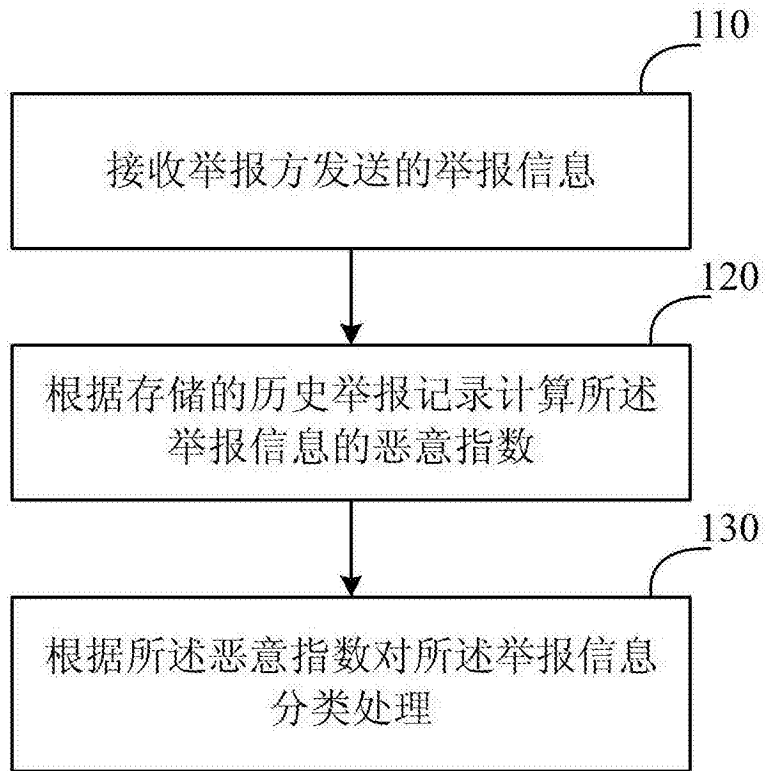 110
接收举报方发送的举报信息
120
根据存储的历史举报记录计算所述
举报信息的恶意指数
130
根据所述恶意指数对所述举报信息
分类处理